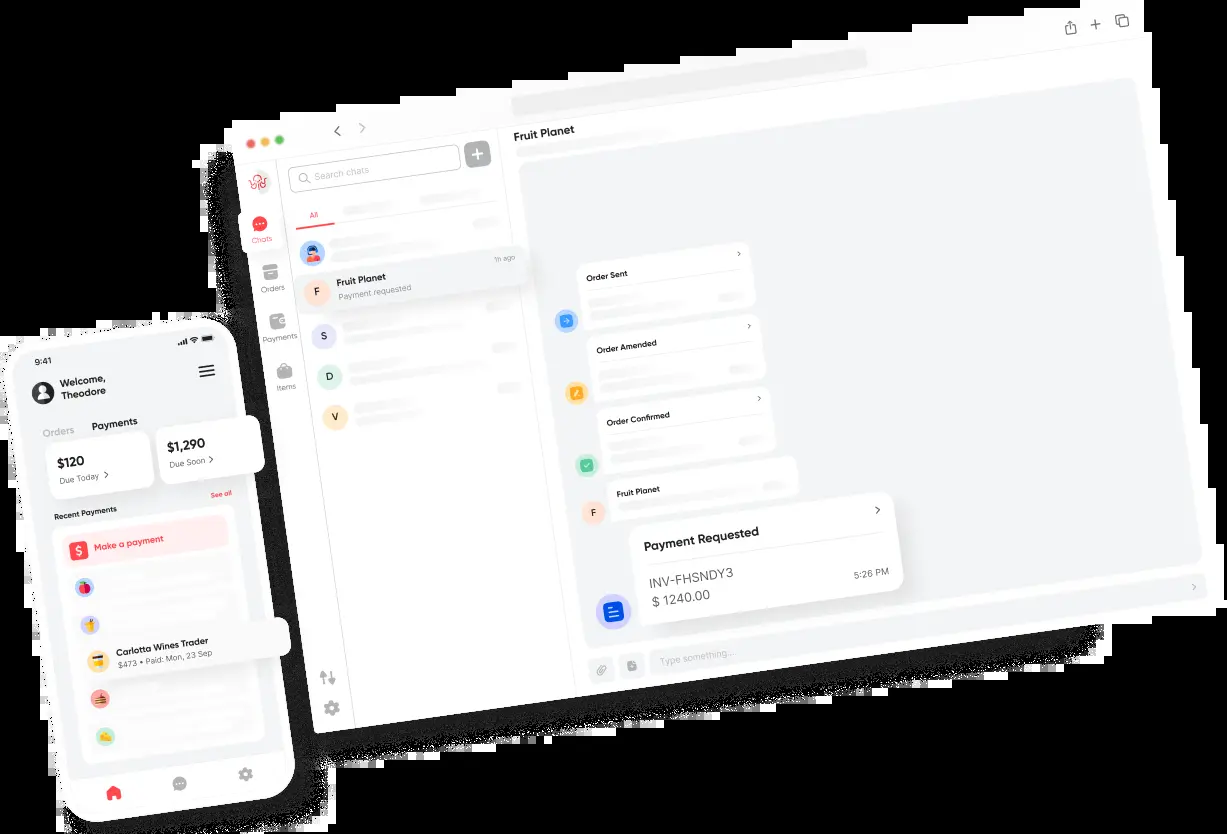 Fruit Planet
Search chats
All
Chats
Fruit Planet
1h ago
F
Payment requested
Orders
S
Payments
D
Items
V
Order Sent
Order Amended
Order Confirmed
Fruit Planet
F
Payment Requested
INV-FHSNDY3
$ 1240.00
5:26 PM
Type something...
9:41
Welcome,
Theodore
Orders
Payments
$120
Due Today
$1,290
Due Soon
See all
Recent Payments
$
Make a payment
Carlotta Wines Trader
$473 • Paid: Mon, 23 Sep